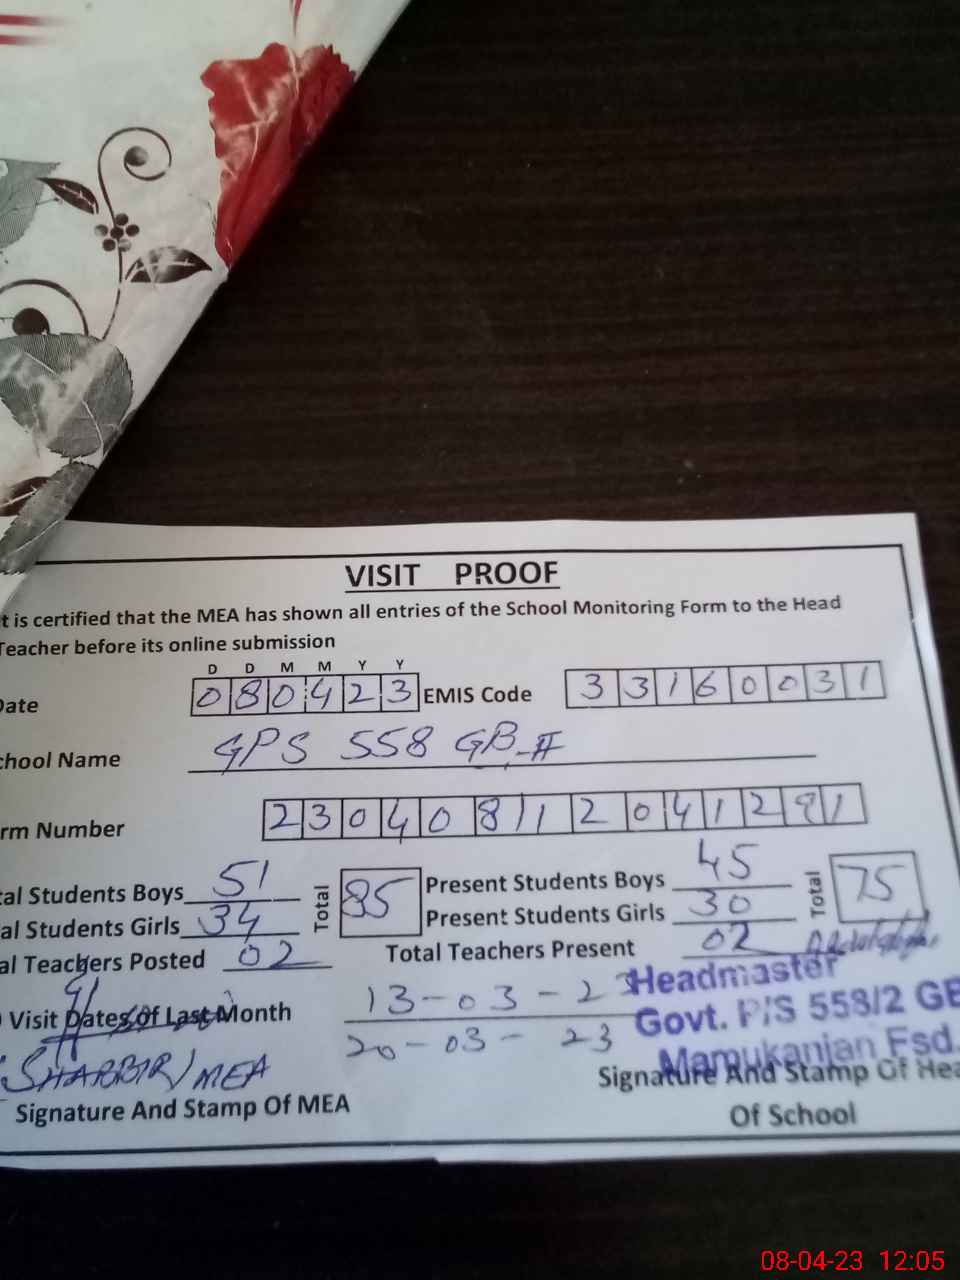 VISIT PROOF
t is certified that the MEA has shown all entries of the School Monitoring Form to the Head
Teacher before its online submission
D D M M Y Y
Date 0 8 0 4 2 3 EMIS Code 3 3 1 6 0 0 3 1
chool Name GPS 558 GB-II
rm Number 2 3 0 4 0 8 1 1 2 0 4 1 2 9 1
tal Students Boys 51 Total 85 Present Students Boys 45 Total 75
al Students Girls 34 Present Students Girls 30
al Teachers Posted 02 Total Teachers Present 02
Visit Dates of Last Month 13-03-23
20-03-23
Headmaster
Govt. P/S 558/2 GB
Mamukanjan Fsd.
SHABBIR MEA
Signature And Stamp Of MEA
Signature And Stamp Of Hea
Of School
08-04-23 12:05